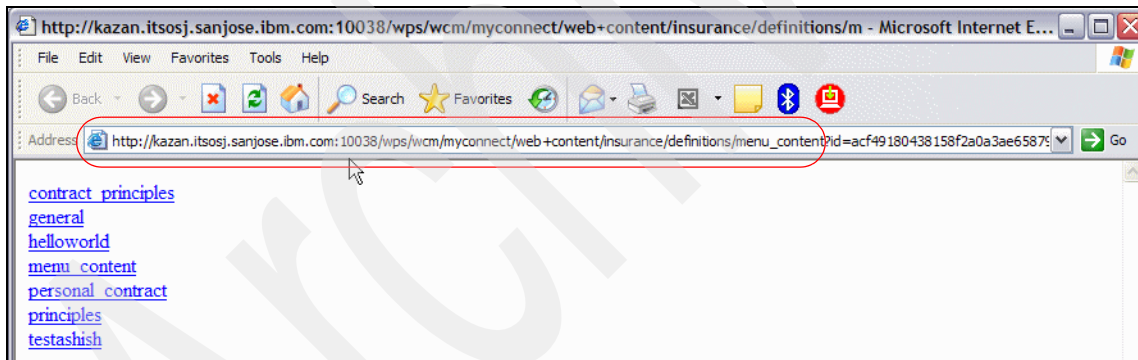 http://kazan.itsosj.sanjose.ibm.com:10038/wps/wcm/myconnect/web+content/insurance/definitions/m - Microsoft Internet E...
File Edit View Favorites Tools Help
Back Search Favorites
Address http://kazan.itsosj.sanjose.ibm.com:10038/wps/wcm/myconnect/web+content/insurance/definitions/menu_content?id=acf49180438158f2a0a3ae65879 Go
contract_principles
general
helloworld
menu_content
personal_contract
principles
testashish